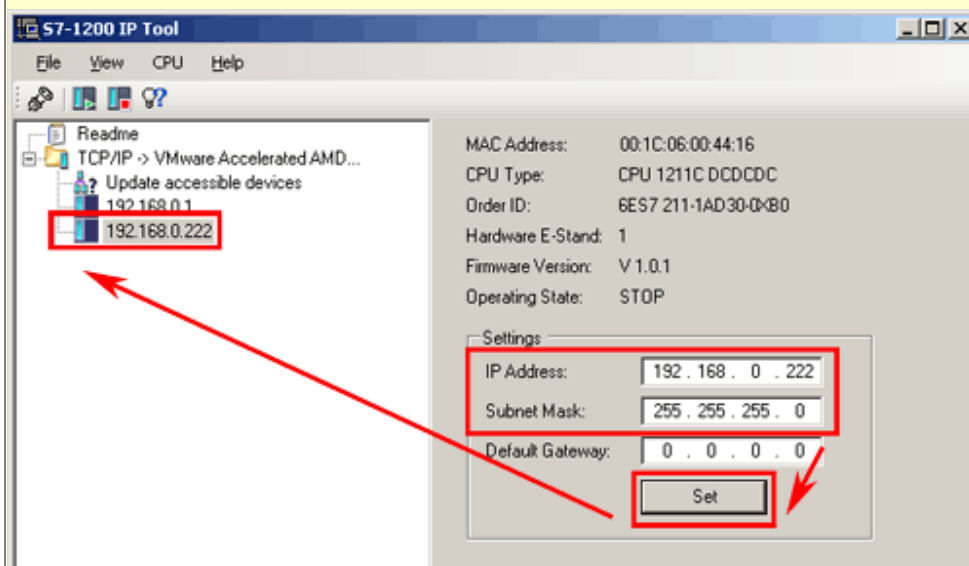 S7-1200 IP Tool
File View CPU Help
Readme
TCP/IP -> VMware Accelerated AMD...
Update accessible devices
192.168.0.1
192.168.0.222
MAC Address: 00:1C:06:00:44:16
CPU Type: CPU 1211C DCDCDC
Order ID: 6ES7 211-1AD30-0XB0
Hardware E-Stand: 1
Firmware Version: V 1.0.1
Operating State: STOP
Settings
IP Address: 192 . 168 . 0 . 222
Subnet Mask: 255 . 255 . 255 . 0
Default Gateway: 0 . 0 . 0 . 0
Set